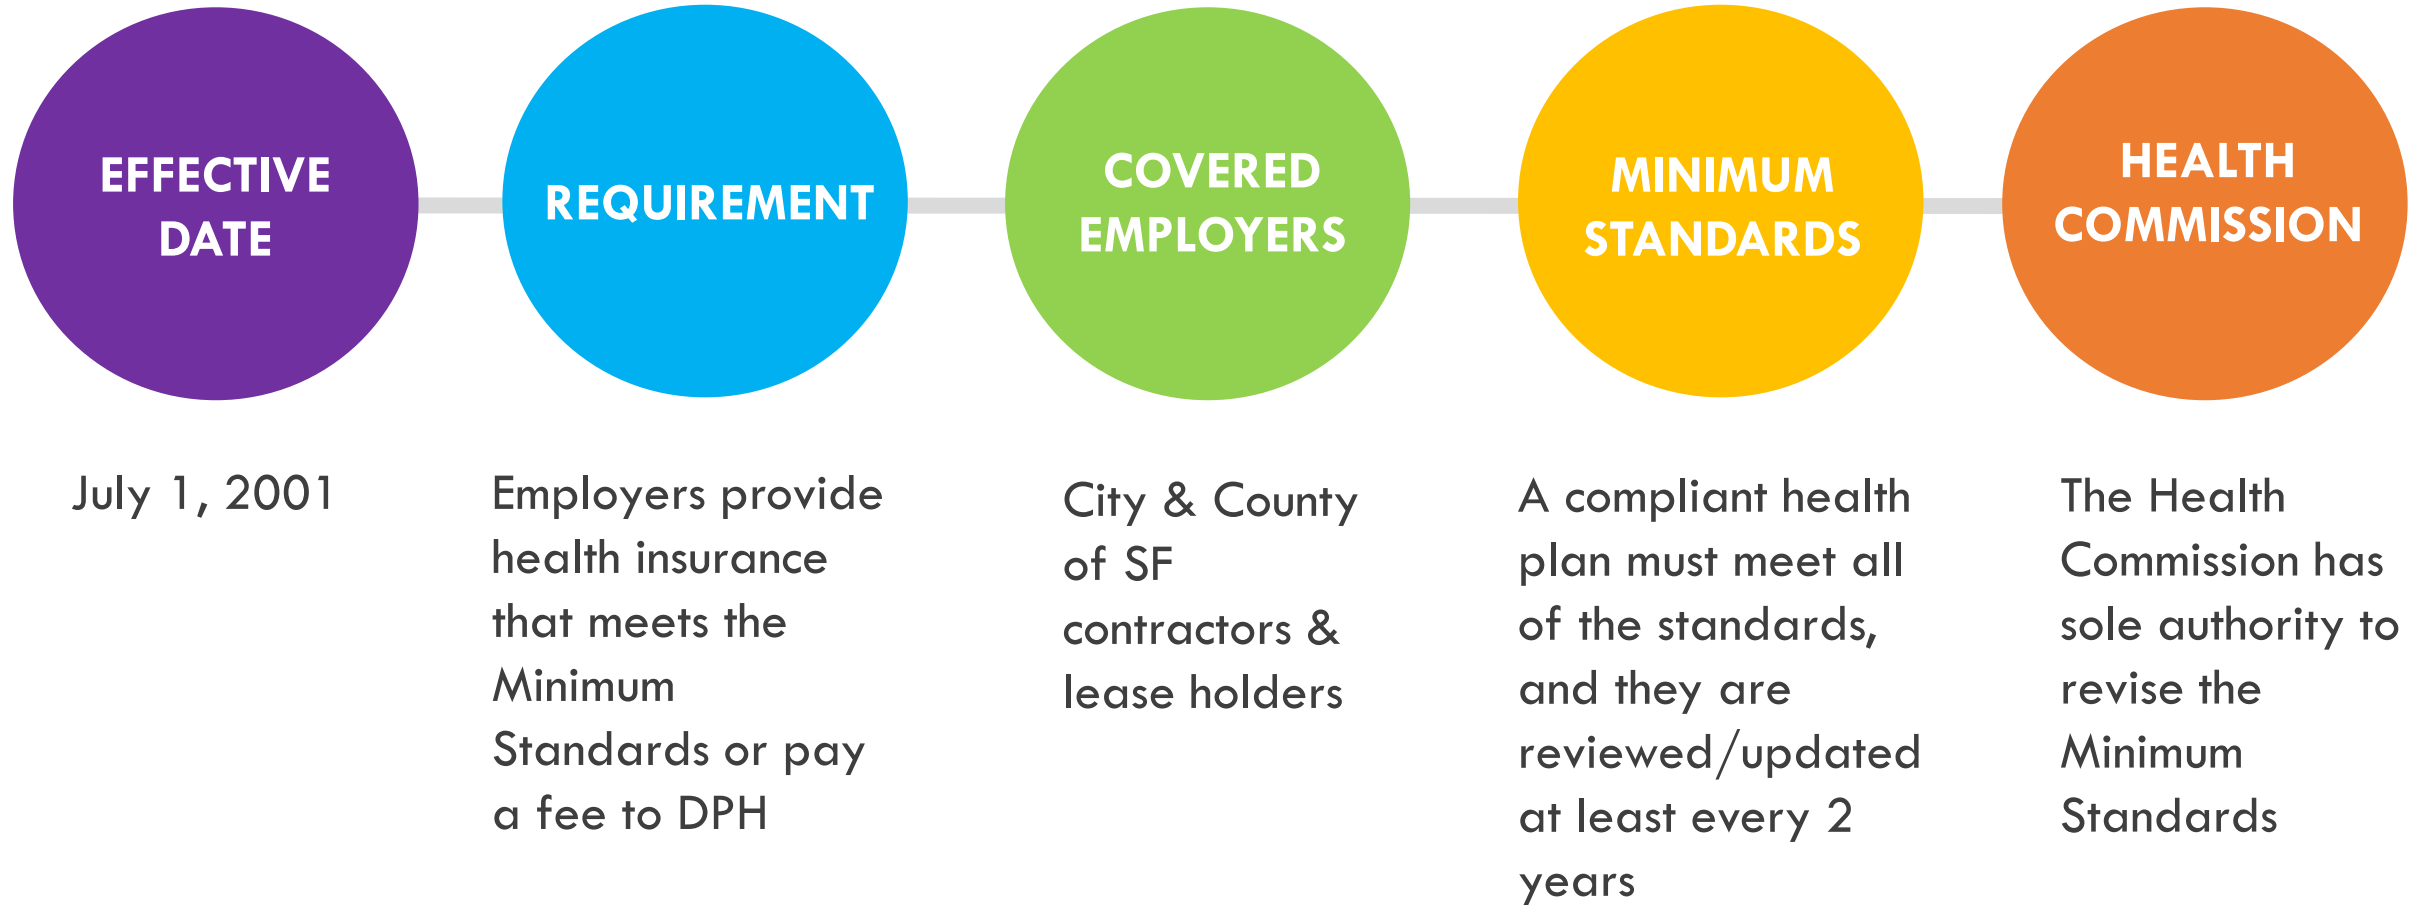 EFFECTIVE
DATE
July 1, 2001
REQUIREMENT
Employers provide
health insurance
that meets the
Minimum
Standards or pay
a fee to DPH
COVERED
EMPLOYERS
City & County
of SF
contractors &
lease holders
MINIMUM
STANDARDS
A compliant health
plan must meet all
of the standards,
and they are
reviewed/updated
at least every 2
years
HEALTH
COMMISSION
The Health
Commission has
sole authority to
revise the
Minimum
Standards